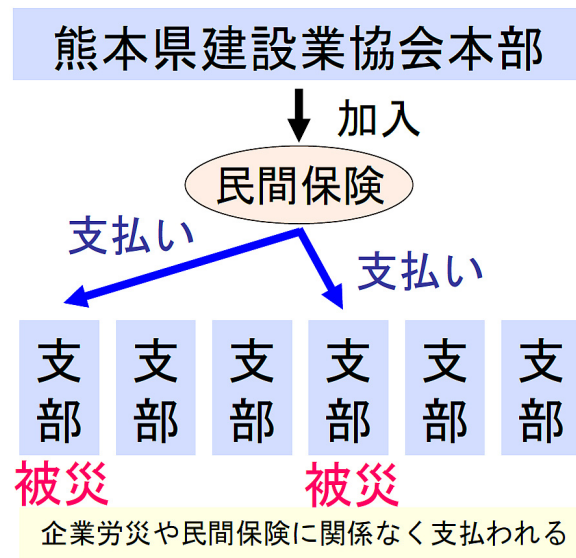 熊本県建設業協会本部
加入
民間保険
支払い
支払い
支部
支部
支部
支部
支部
支部
被災
被災
企業労災や民間保険に関係なく支払われる